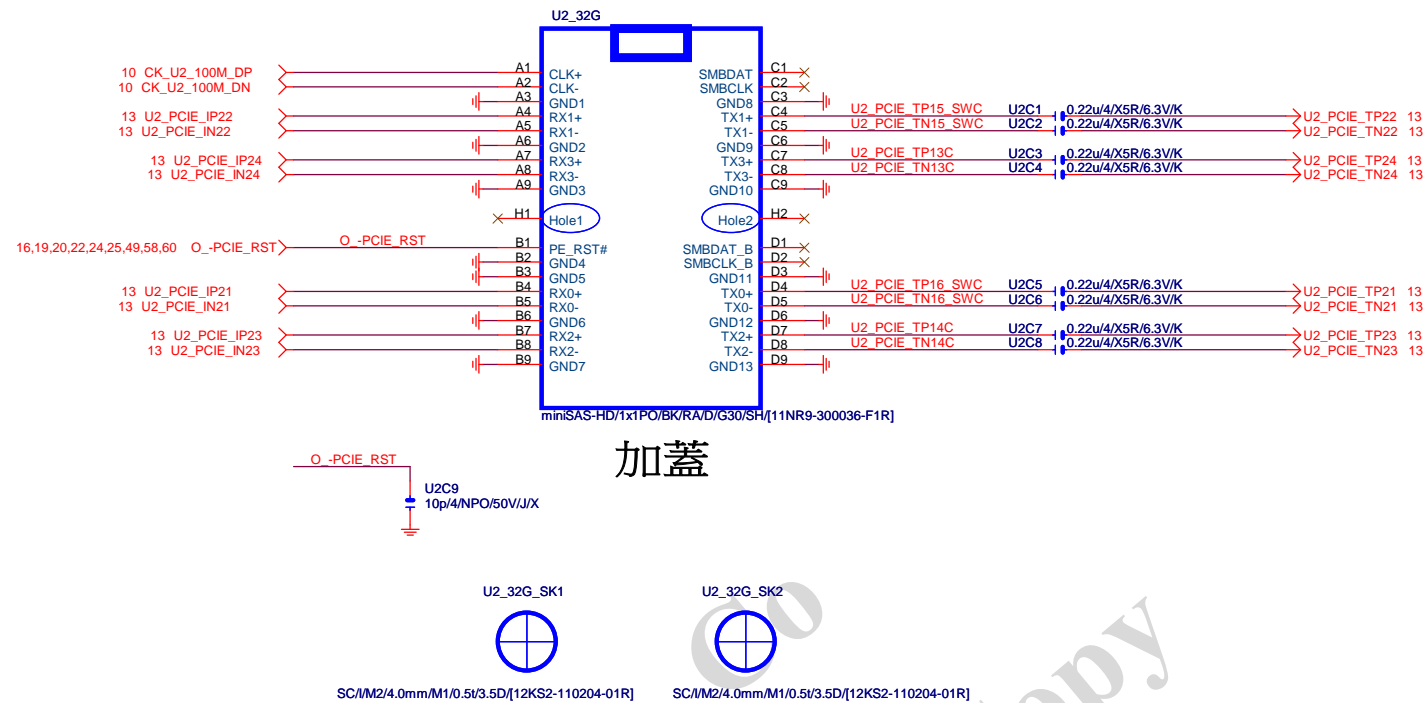 U2_32G
10 CK_U2_100M_DP A1 CLK+ SMBDAT C1
10 CK_U2_100M_DN A2 CLK- SMBCLK C2
A3 GND1 GND8 C3
13 U2_PCIE_IP22 A4 RX1+ TX1+ C4 U2_PCIE_TP15_SWC U2C1 0.22u/4/X5R/6.3V/K U2_PCIE_TP22 13
13 U2_PCIE_IN22 A5 RX1- TX1- C5 U2_PCIE_TN15_SWC U2C2 0.22u/4/X5R/6.3V/K U2_PCIE_TN22 13
A6 GND2 GND9 C6
13 U2_PCIE_IP24 A7 RX3+ TX3+ C7 U2_PCIE_TP13C U2C3 0.22u/4/X5R/6.3V/K U2_PCIE_TP24 13
13 U2_PCIE_IN24 A8 RX3- TX3- C8 U2_PCIE_TN13C U2C4 0.22u/4/X5R/6.3V/K U2_PCIE_TN24 13
A9 GND3 GND10 C9
H1 Hole1 Hole2 H2
16,19,20,22,24,25,49,58,60 O_-PCIE_RST O_-PCIE_RST B1 PE_RST# SMBDAT_B D1
B2 GND4 SMBCLK_B D2
B3 GND5 GND11 D3
13 U2_PCIE_IP21 B4 RX0+ TX0+ D4 U2_PCIE_TP16_SWC U2C5 0.22u/4/X5R/6.3V/K U2_PCIE_TP21 13
13 U2_PCIE_IN21 B5 RX0- TX0- D5 U2_PCIE_TN16_SWC U2C6 0.22u/4/X5R/6.3V/K U2_PCIE_TN21 13
B6 GND6 GND12 D6
13 U2_PCIE_IP23 B7 RX2+ TX2+ D7 U2_PCIE_TP14C U2C7 0.22u/4/X5R/6.3V/K U2_PCIE_TP23 13
13 U2_PCIE_IN23 B8 RX2- TX2- D8 U2_PCIE_TN14C U2C8 0.22u/4/X5R/6.3V/K U2_PCIE_TN23 13
B9 GND7 GND13 D9
miniSAS-HD/1x1PO/BK/RA/D/G30/SH/[11NR9-300036-F1R]
加蓋
O_-PCIE_RST
U2C9
10p/4/NPO/50V/J/X
U2_32G_SK1 U2_32G_SK2
SC/I/M2/4.0mm/M1/0.5t/3.5D/[12KS2-110204-01R] SC/I/M2/4.0mm/M1/0.5t/3.5D/[12KS2-110204-01R]